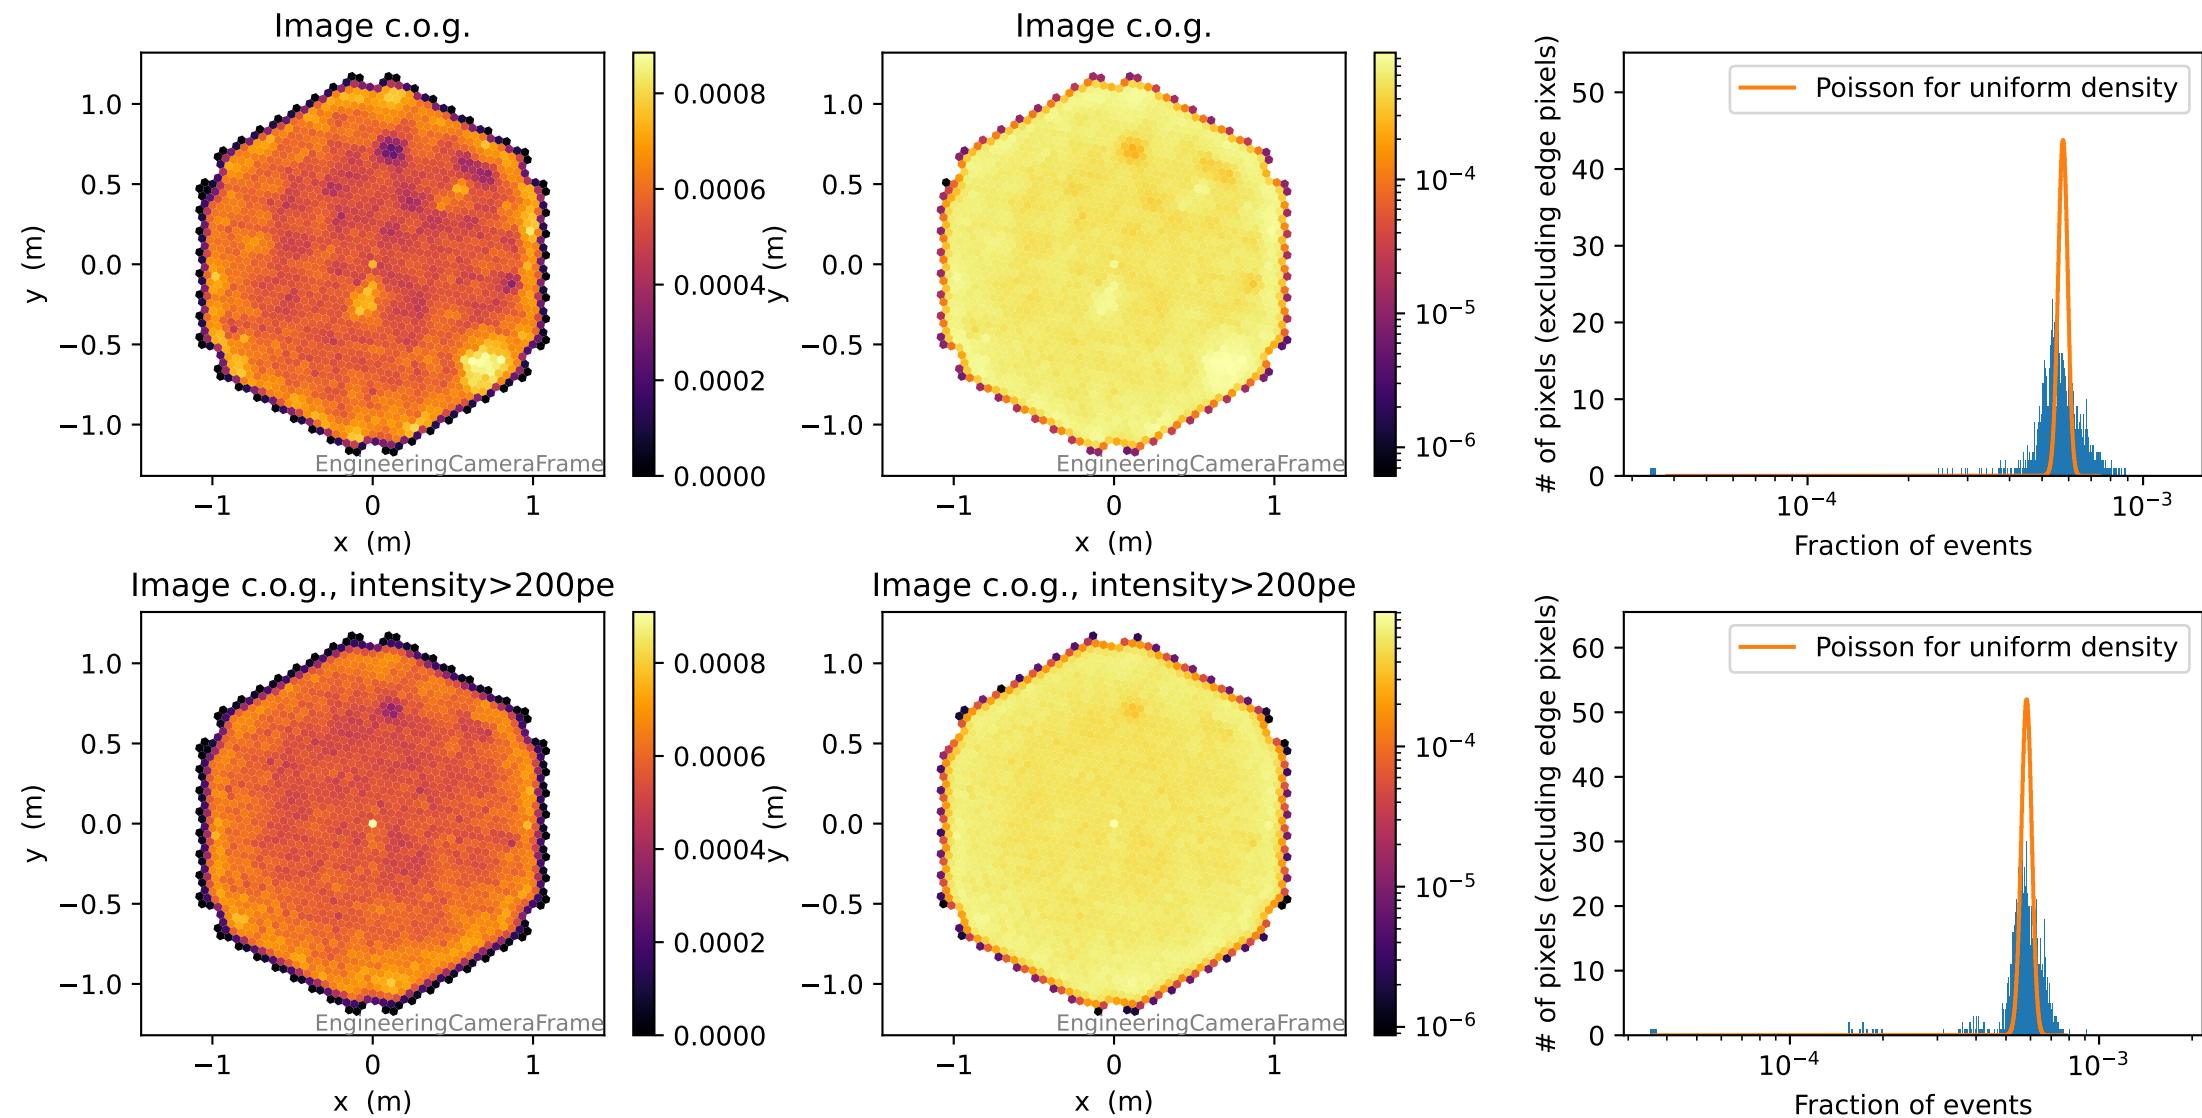 Image c.o.g.
1.0
0.5
0.0
−0.5
−1.0
y (m)
−1
0
1
x (m)
EngineeringCameraFrame
0.0008
0.0006
0.0004
0.0002
0.0000
Image c.o.g.
1.0
0.5
0.0
−0.5
−1.0
y (m)
−1
0
1
x (m)
EngineeringCameraFrame
10−4
10−5
10−6
Poisson for uniform density
50
40
30
20
10
0
# of pixels (excluding edge pixels)
10−4
10−3
Fraction of events
Image c.o.g., intensity>200pe
1.0
0.5
0.0
−0.5
−1.0
y (m)
−1
0
1
x (m)
EngineeringCameraFrame
0.0008
0.0006
0.0004
0.0002
0.0000
Image c.o.g., intensity>200pe
1.0
0.5
0.0
−0.5
−1.0
y (m)
−1
0
1
x (m)
EngineeringCameraFrame
10−4
10−5
10−6
Poisson for uniform density
60
50
40
30
20
10
0
# of pixels (excluding edge pixels)
10−4
10−3
Fraction of events